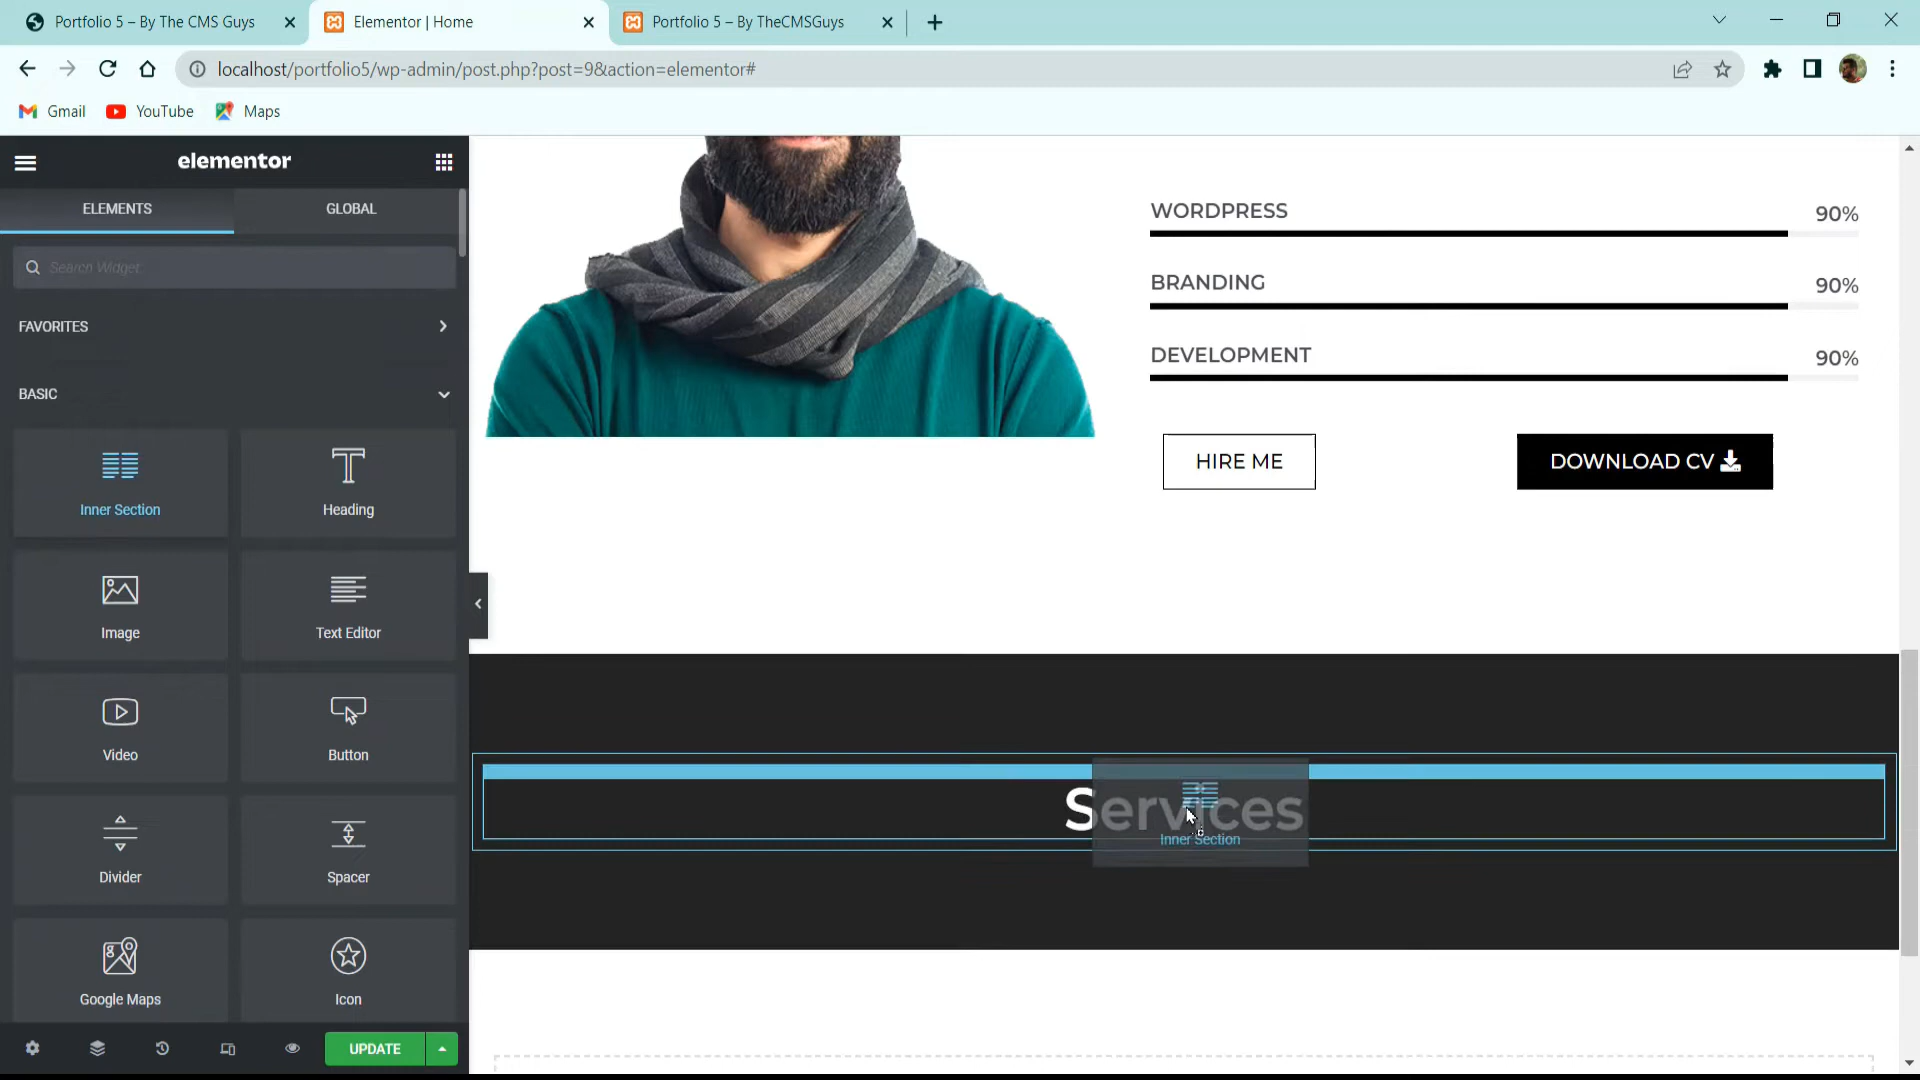 Portfolio 5 – By The CMS Guys
Elementor | Home
Portfolio 5 – By TheCMSGuys
localhost/portfolio5/wp-admin/post.php?post=9&action=elementor#
Gmail
YouTube
Maps
elementor
ELEMENTS
GLOBAL
Search Widget
FAVORITES
BASIC
Inner Section
Heading
Image
Text Editor
Video
Button
Divider
Spacer
Google Maps
Icon
UPDATE
WORDPRESS 90%
BRANDING 90%
DEVELOPMENT 90%
HIRE ME
DOWNLOAD CV
Services
Inner Section